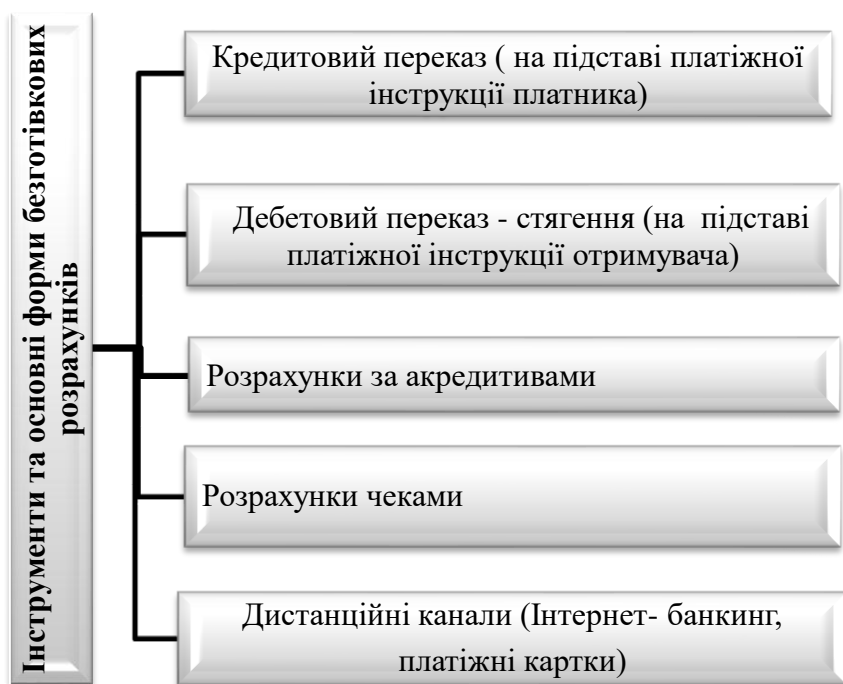 Інструменти та основні форми безготівкових
розрахунків
Кредитовий переказ ( на підставі платіжної
інструкції платника)
Дебетовий переказ - стягення (на підставі
платіжної інструкції отримувача)
Розрахунки за акредитивами
Розрахунки чеками
Дистанційні канали (Інтернет- банкинг,
платіжні картки)